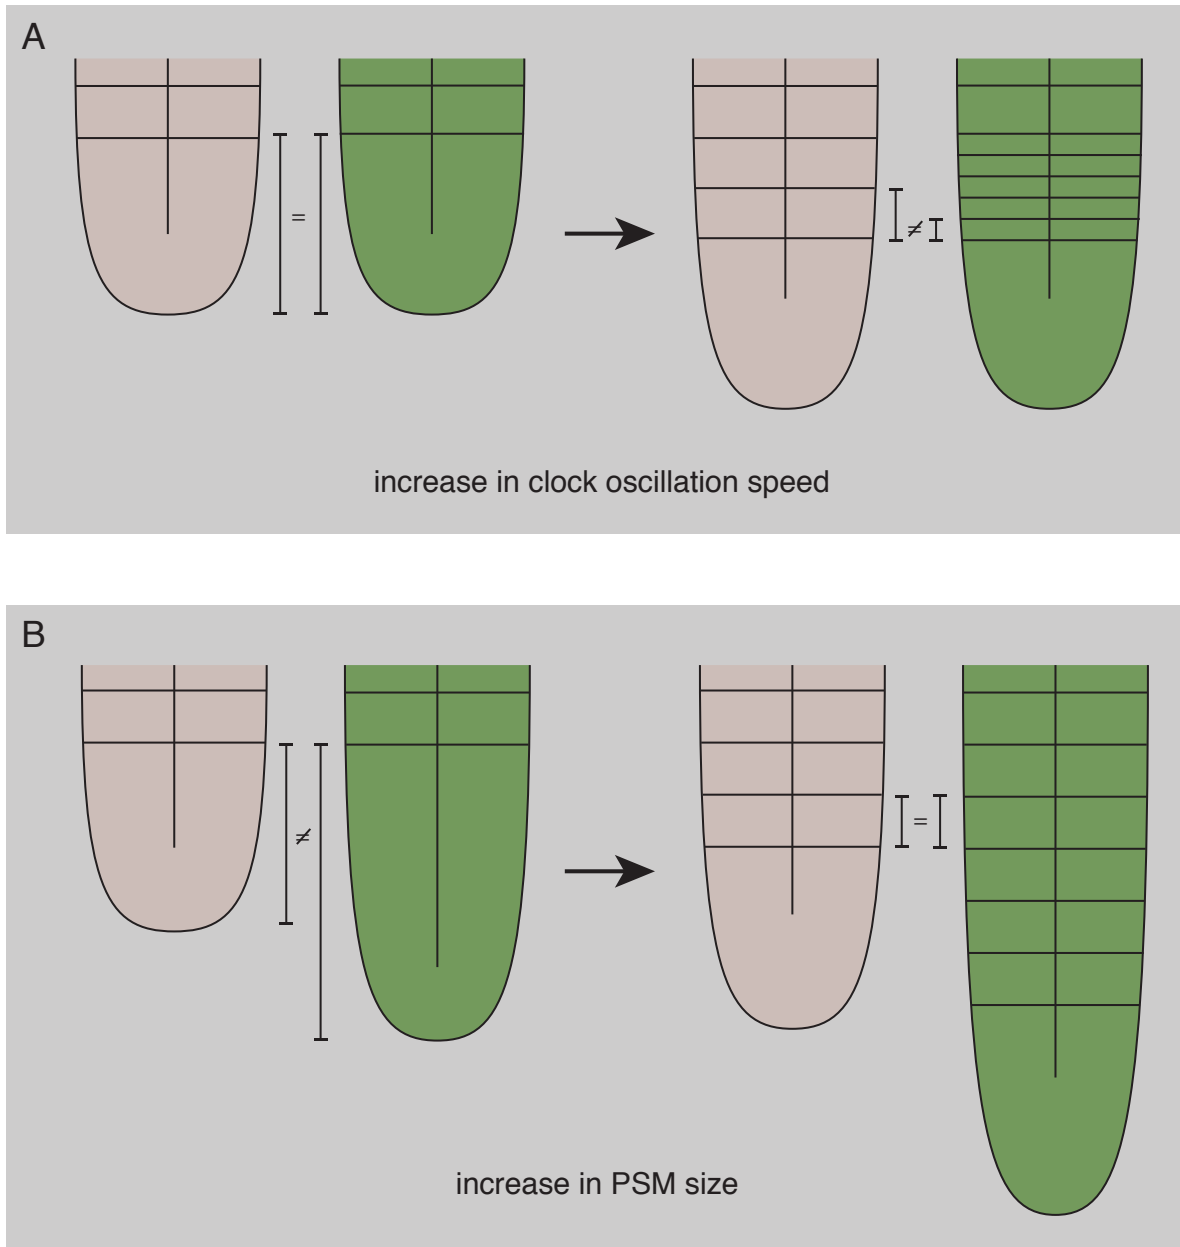 A
= ≠
increase in clock oscillation speed
B
≠ =
increase in PSM size